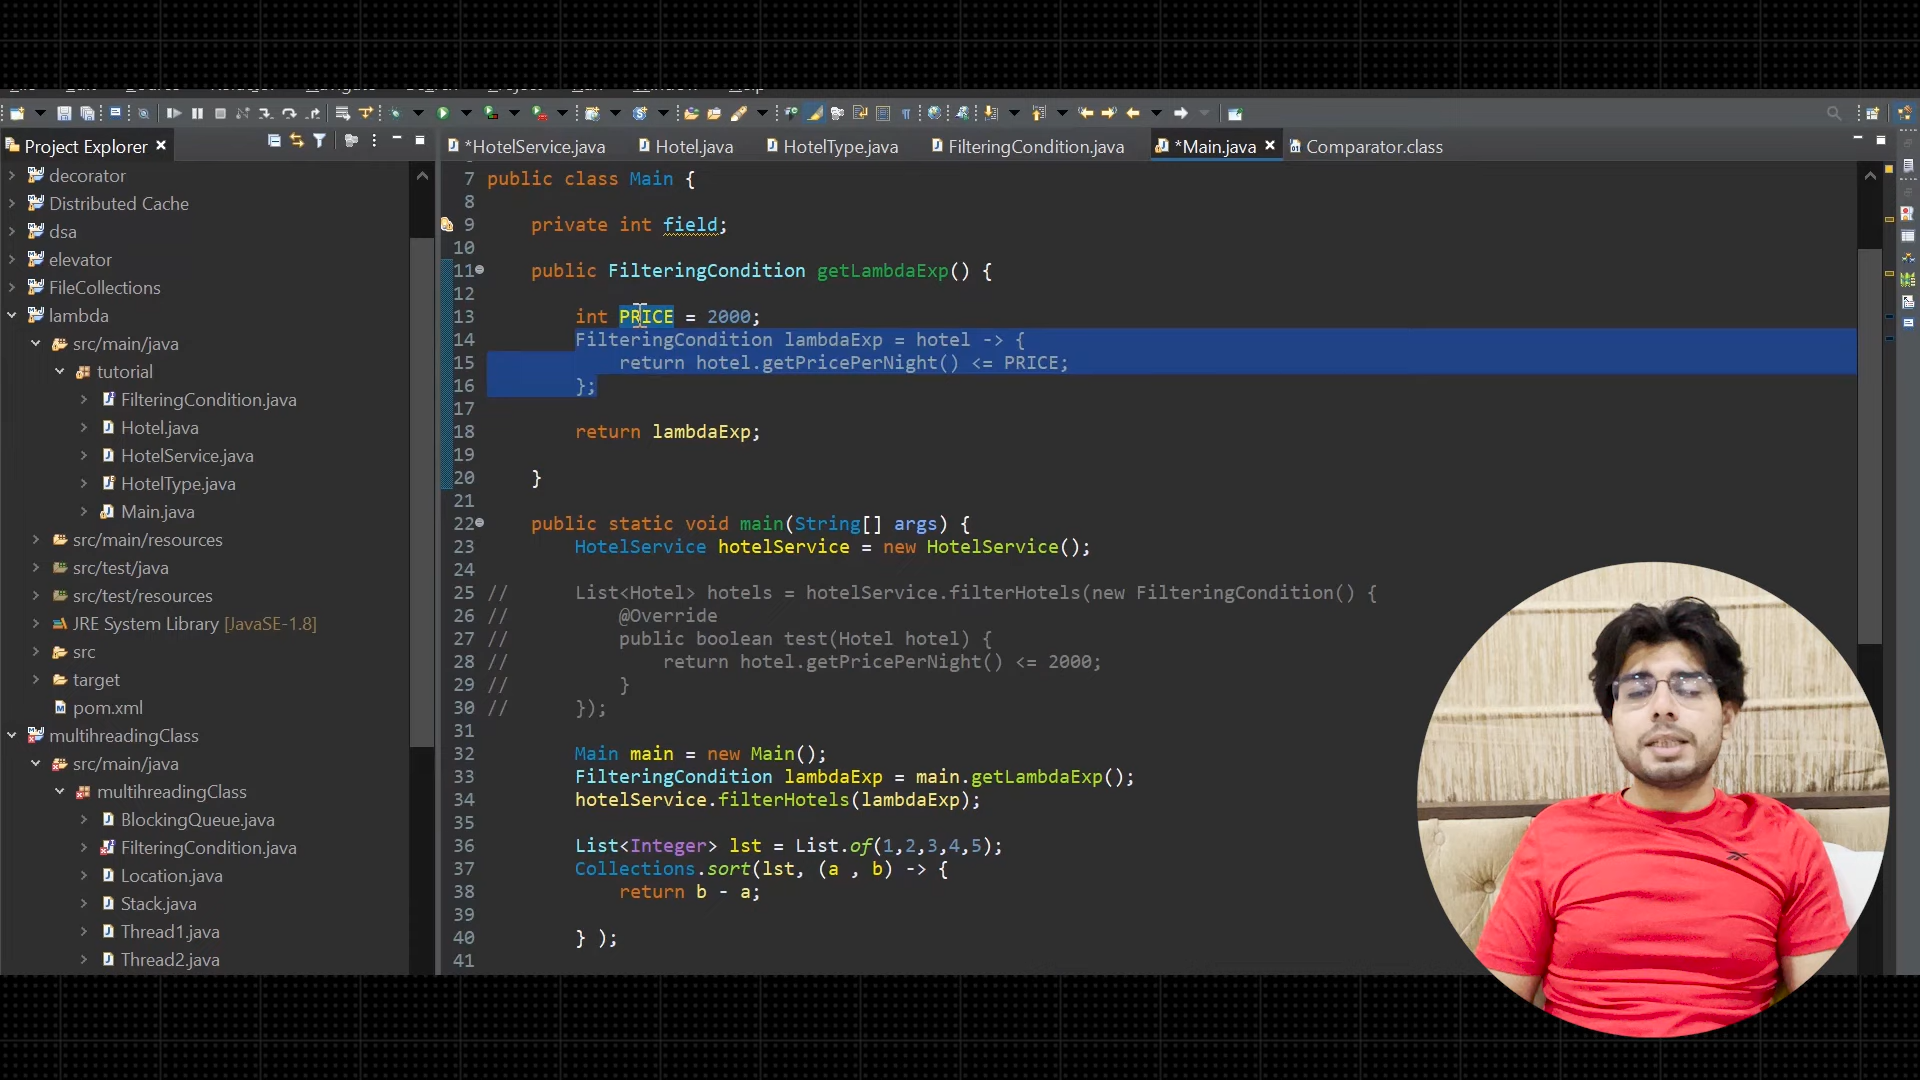 Project Explorer
decorator
Distributed Cache
dsa
elevator
FileCollections
lambda
src/main/java
tutorial
FilteringCondition.java
Hotel.java
HotelService.java
HotelType.java
Main.java
src/main/resources
src/test/java
src/test/resources
JRE System Library [JavaSE-1.8]
src
target
pom.xml
multihreadingClass
src/main/java
multihreadingClass
BlockingQueue.java
FilteringCondition.java
Location.java
Stack.java
Thread1.java
Thread2.java
*HotelService.java Hotel.java HotelType.java FilteringCondition.java *Main.java Comparator.class
7 public class Main {
8
9 private int field;
10
11 public FilteringCondition getLambdaExp() {
12
13 int PRICE = 2000;
14 FilteringCondition lambdaExp = hotel -> {
15 return hotel.getPricePerNight() <= PRICE;
16 };
17
18 return lambdaExp;
19
20 }
21
22 public static void main(String[] args) {
23 HotelService hotelService = new HotelService();
24
25 // List<Hotel> hotels = hotelService.filterHotels(new FilteringCondition() {
26 // @Override
27 // public boolean test(Hotel hotel) {
28 // return hotel.getPricePerNight() <= 2000;
29 // }
30 // });
31
32 Main main = new Main();
33 FilteringCondition lambdaExp = main.getLambdaExp();
34 hotelService.filterHotels(lambdaExp);
35
36 List<Integer> lst = List.of(1,2,3,4,5);
37 Collections.sort(lst, (a , b) -> {
38 return b - a;
39
40 } );
41